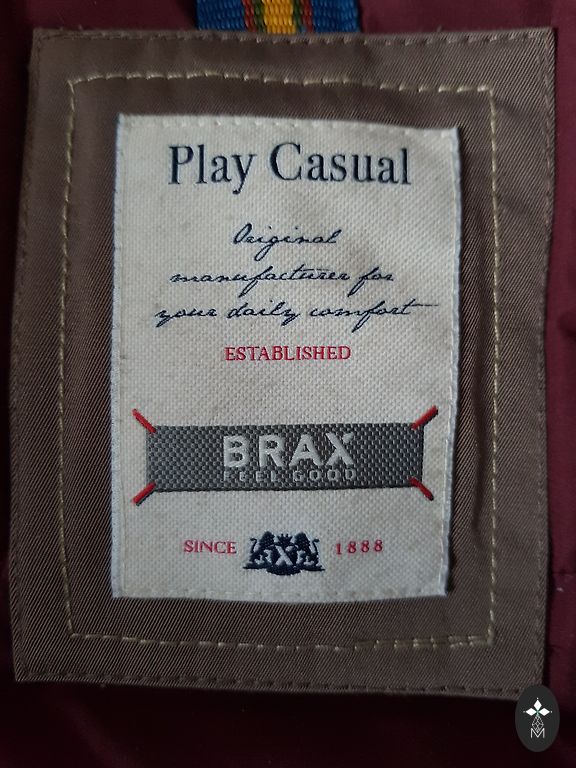 Play Casual
Original
manufacturer for
your daily comfort
ESTABLISHED
BRAX
FEEL GOOD
SINCE X 1888
M